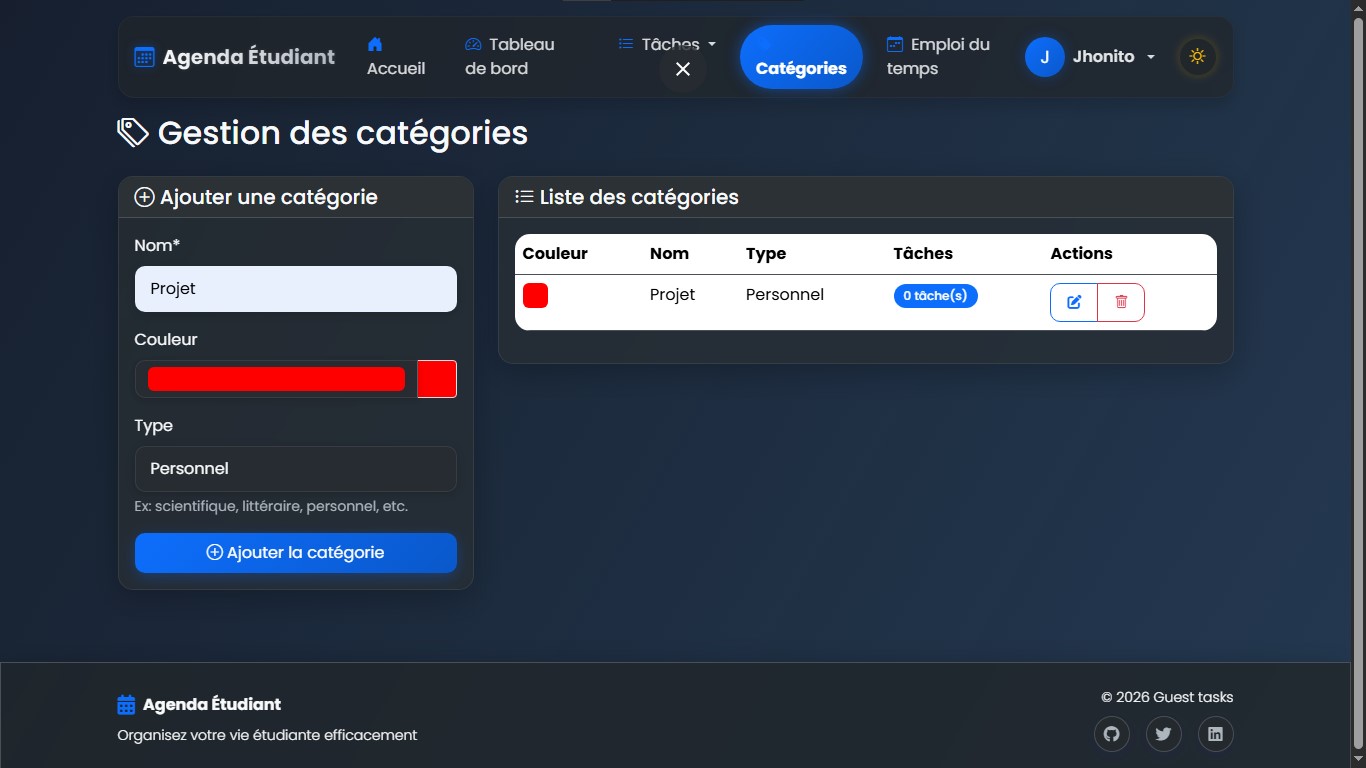 Agenda Étudiant
Accueil
Tableau de bord
Tâches
Catégories
Emploi du temps
J
Jhonito
Gestion des catégories
Ajouter une catégorie
Nom*
Projet
Couleur
Type
Personnel
Ex: scientifique, littéraire, personnel, etc.
Ajouter la catégorie
Liste des catégories
Couleur Nom Type Tâches Actions
Projet Personnel 0 tâche(s)
Agenda Étudiant
Organisez votre vie étudiante efficacement
© 2026 Guest tasks